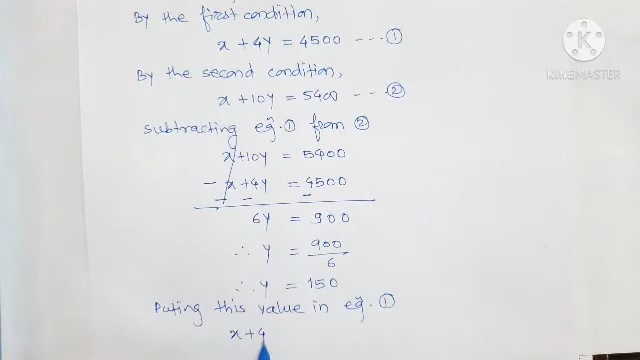 By the first condition,
x + 4Y = 4500 --- ①
By the second condition,
x + 10Y = 5400 --- ②
Subtracting eq̃. ① from ②
x + 10Y = 5400
- x + 4Y = 4500
- + - -
6Y = 900
∴ Y = 900/6
∴ Y = 150
Puting this value in eq̃. ①
x + 4
K
KINEMASTER